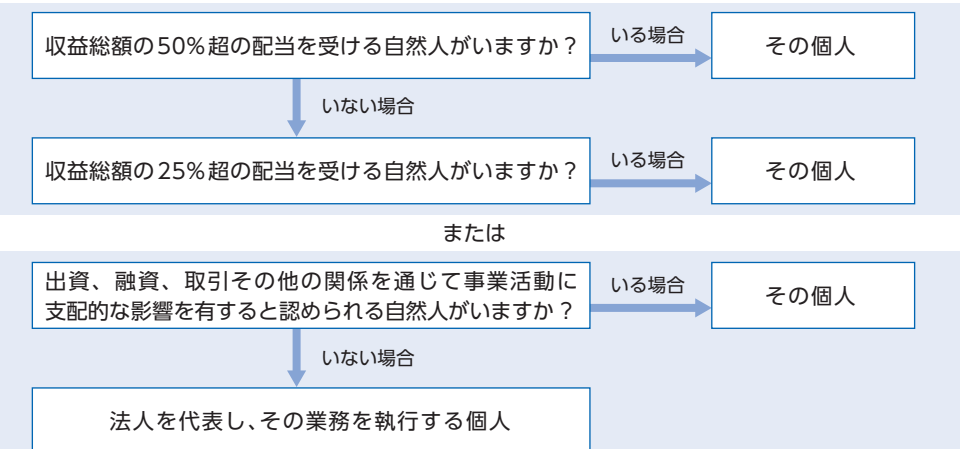 収益総額の50%超の配当を受ける自然人がいますか？
いる場合
その個人
いない場合
収益総額の25%超の配当を受ける自然人がいますか？
いる場合
その個人
または
出資、融資、取引その他の関係を通じて事業活動に
支配的な影響を有すると認められる自然人がいますか？
いる場合
その個人
いない場合
法人を代表し、その業務を執行する個人